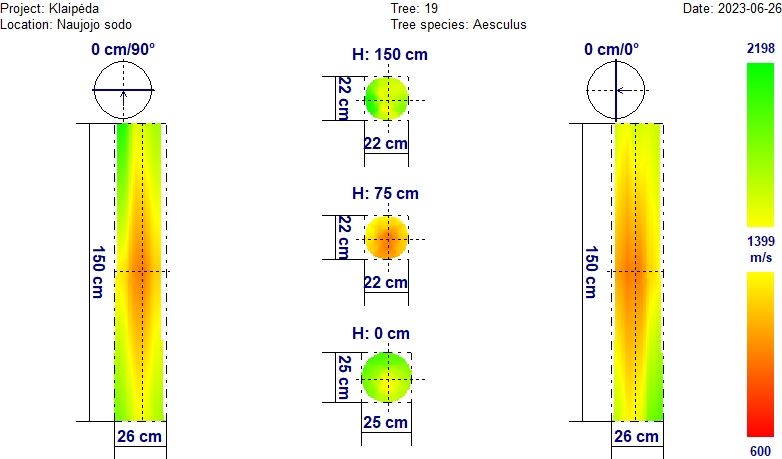 Project: Klaipėda
Tree: 19
Date: 2023-06-26
Location: Naujojo sodo
Tree species: Aesculus
0 cm/90°
H: 150 cm
0 cm/0°
2198
22 cm
22 cm
H: 75 cm
22 cm
22 cm
150 cm
150 cm
1399
m/s
H: 0 cm
25 cm
25 cm
26 cm
26 cm
600